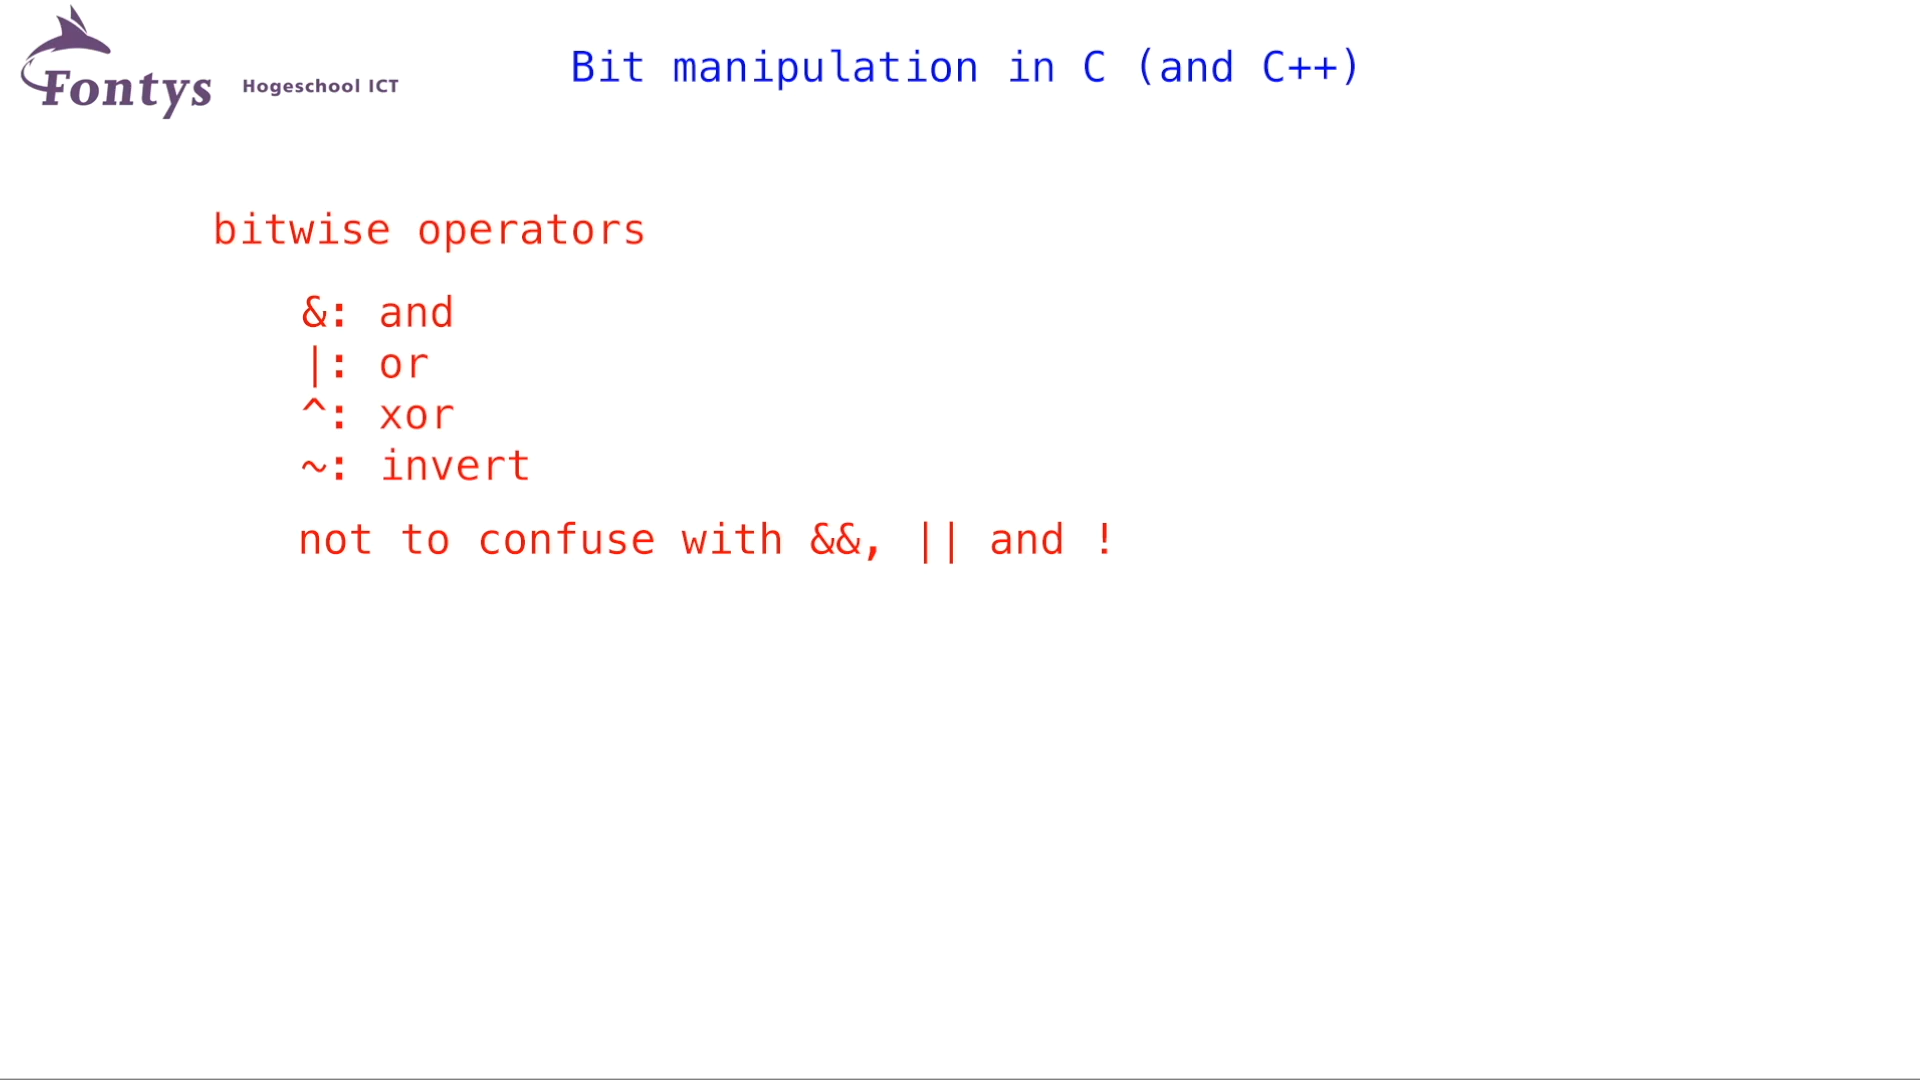 Fontys Hogeschool ICT
Bit manipulation in C (and C++)
bitwise operators
&: and
|: or
^: xor
~: invert
not to confuse with &&, || and !